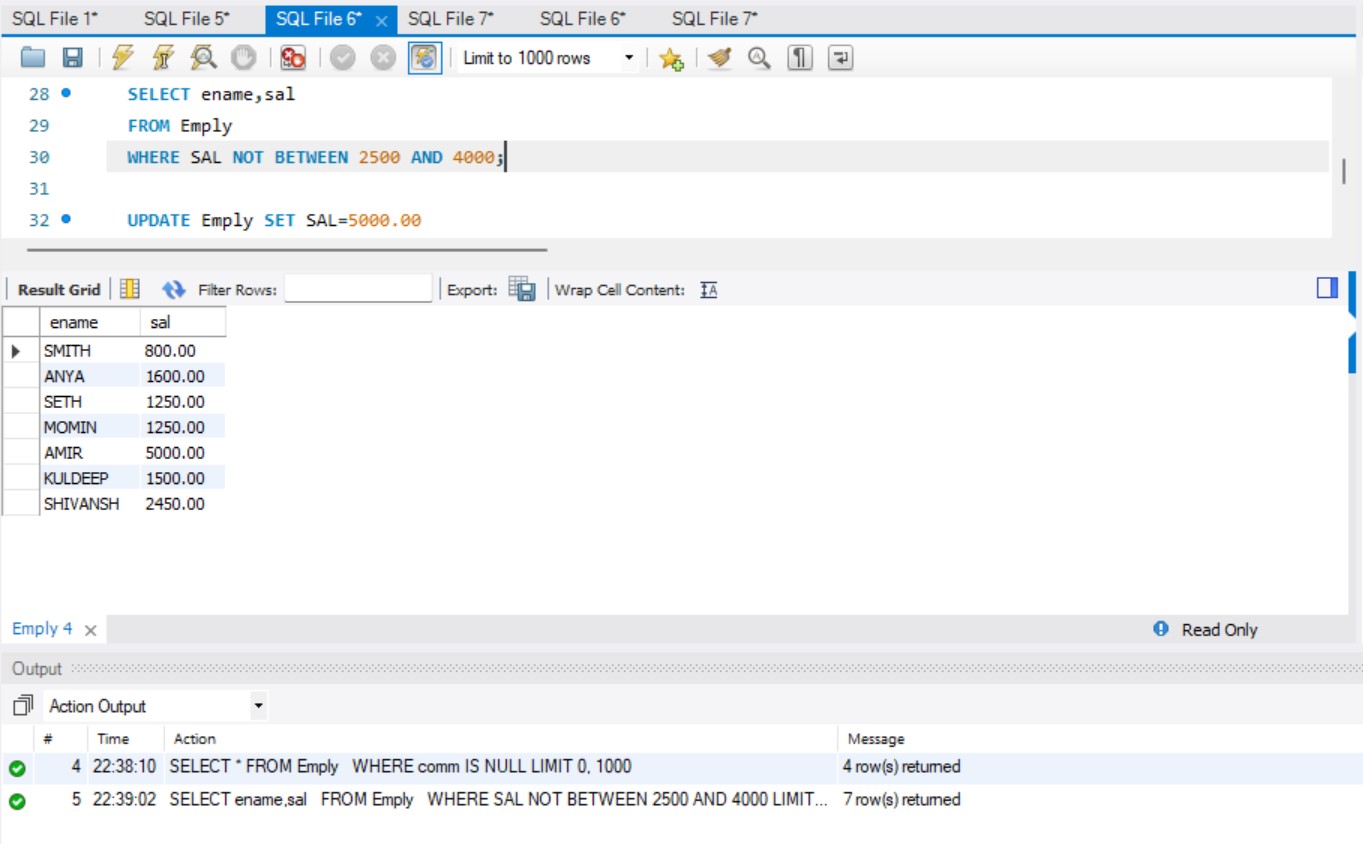 SQL File 1* SQL File 5* SQL File 6* × SQL File 7* SQL File 6* SQL File 7*
Limit to 1000 rows
28 SELECT ename,sal
29 FROM Emply
30 WHERE SAL NOT BETWEEN 2500 AND 4000;
31
32 UPDATE Emply SET SAL=5000.00
Result Grid Filter Rows: Export: Wrap Cell Content:
ename sal
SMITH 800.00
ANYA 1600.00
SETH 1250.00
MOMIN 1250.00
AMIR 5000.00
KULDEEP 1500.00
SHIVANSH 2450.00
Emply 4 × Read Only
Output
Action Output
# Time Action Message
4 22:38:10 SELECT * FROM Emply WHERE comm IS NULL LIMIT 0, 1000 4 row(s) returned
5 22:39:02 SELECT ename,sal FROM Emply WHERE SAL NOT BETWEEN 2500 AND 4000 LIMIT... 7 row(s) returned